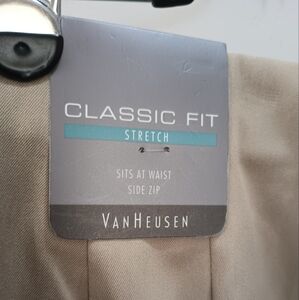 CLASSIC FIT
STRETCH
SITS AT WAIST
SIDE ZIP
VANHEUSEN